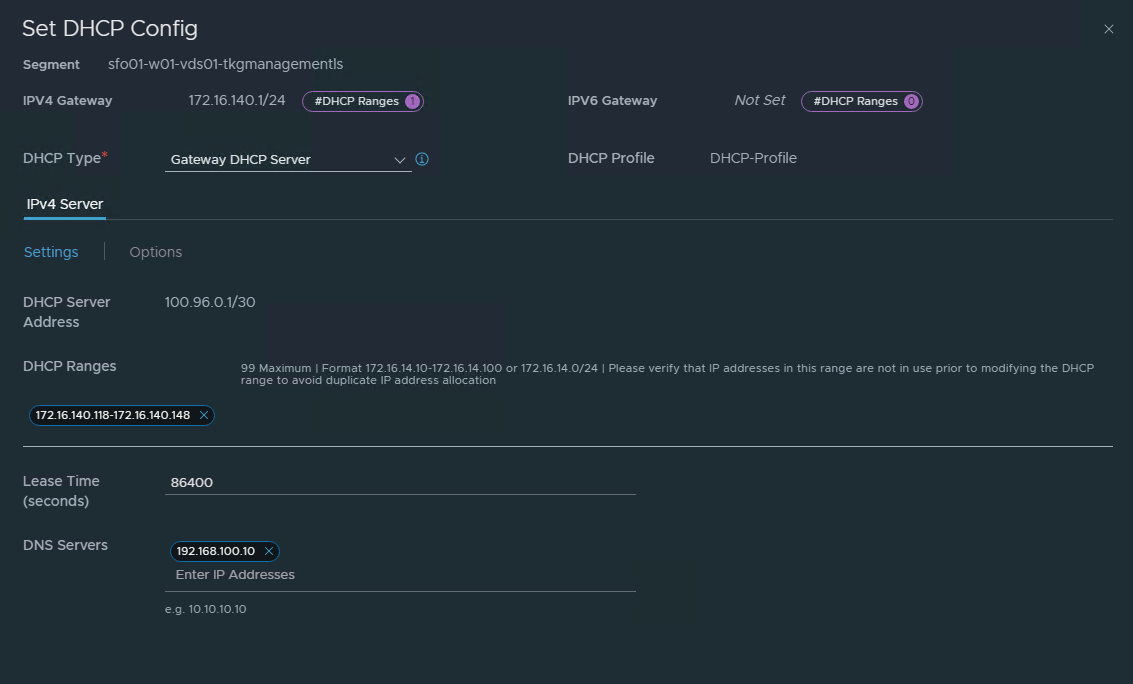 Set DHCP Config
Segment sfo01-w01-vds01-tkgmanagementls
IPV4 Gateway 172.16.140.1/24 #DHCP Ranges 1 IPV6 Gateway Not Set #DHCP Ranges 0
DHCP Type* Gateway DHCP Server DHCP Profile DHCP-Profile
IPv4 Server
Settings Options
DHCP Server
Address
100.96.0.1/30
DHCP Ranges
99 Maximum | Format 172.16.14.10-172.16.14.100 or 172.16.14.0/24 | Please verify that IP addresses in this range are not in use prior to modifying the DHCP
range to avoid duplicate IP address allocation
172.16.140.118-172.16.140.148
Lease Time
(seconds)
86400
DNS Servers
192.168.100.10
Enter IP Addresses
e.g. 10.10.10.10